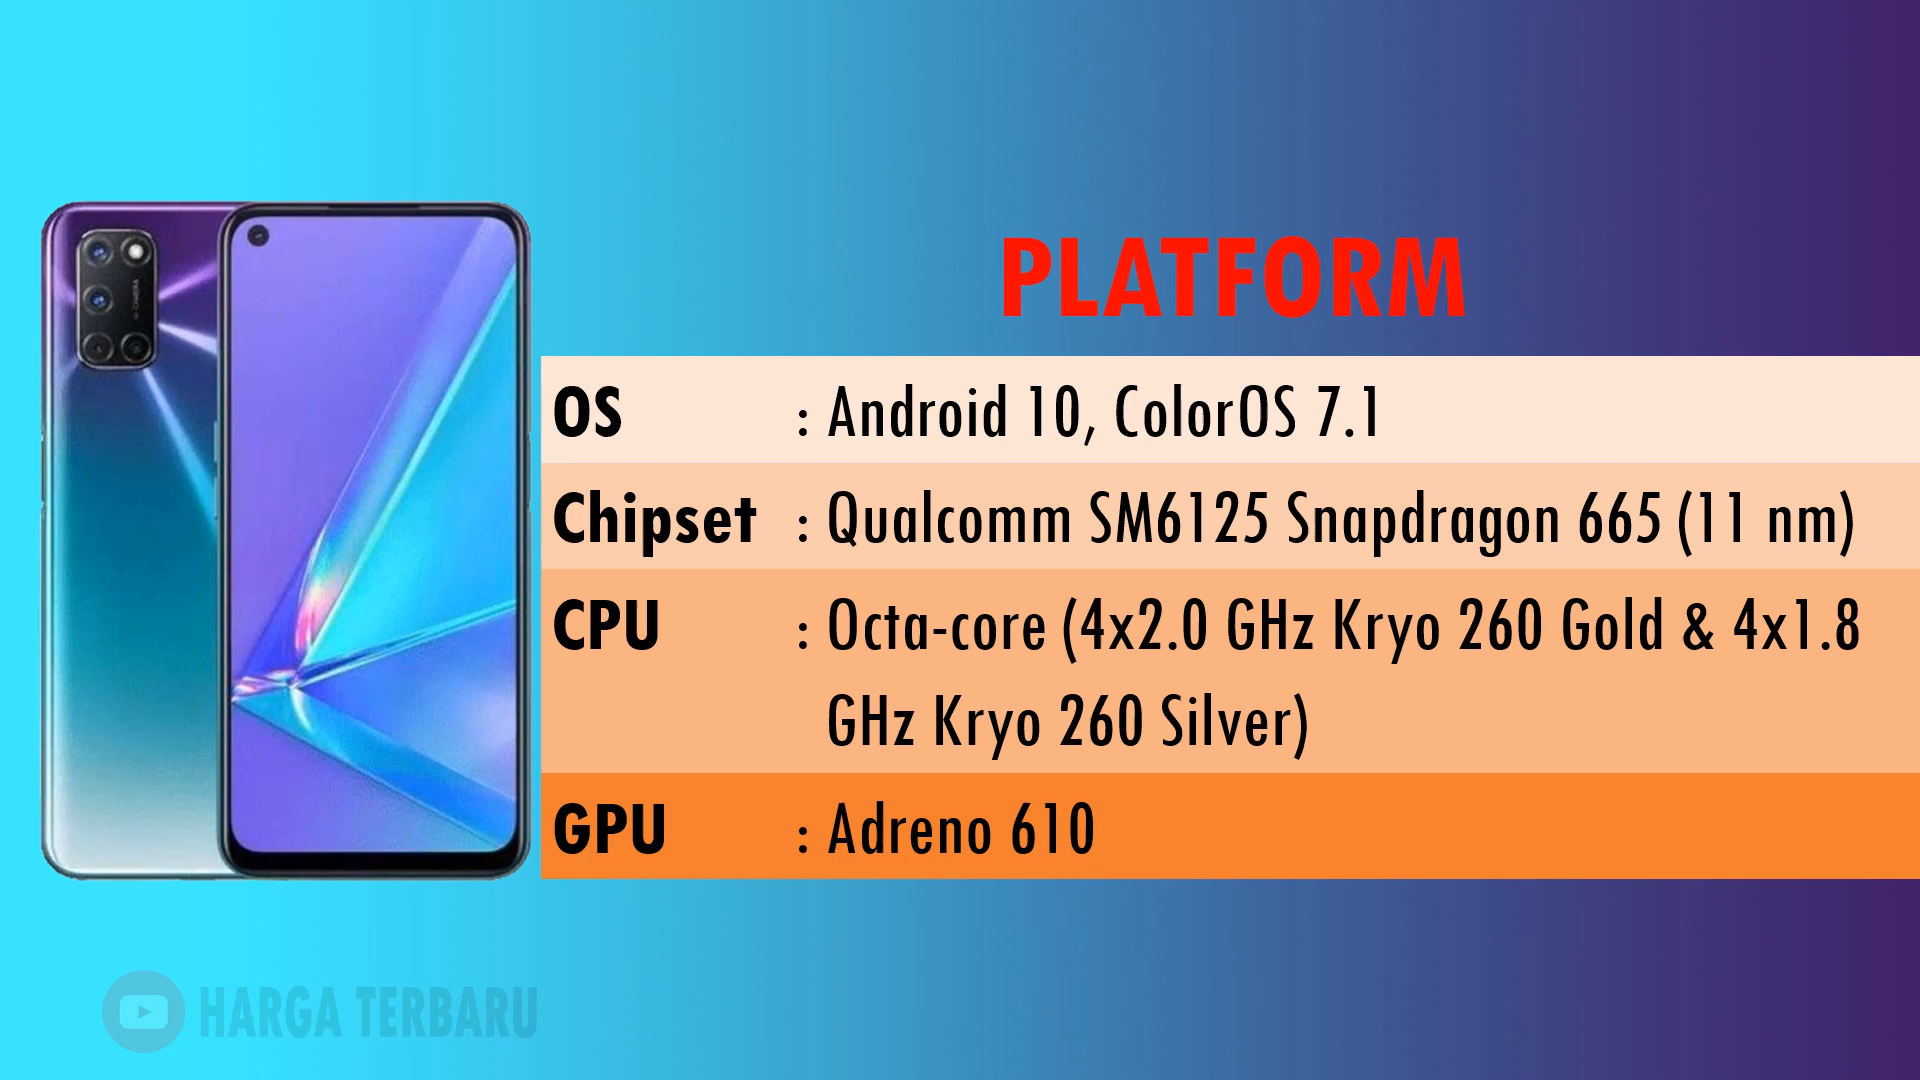 PLATFORM
OS : Android 10, ColorOS 7.1
Chipset : Qualcomm SM6125 Snapdragon 665 (11 nm)
CPU : Octa-core (4x2.0 GHz Kryo 260 Gold & 4x1.8
GHz Kryo 260 Silver)
GPU : Adreno 610
HARGA TERBARU